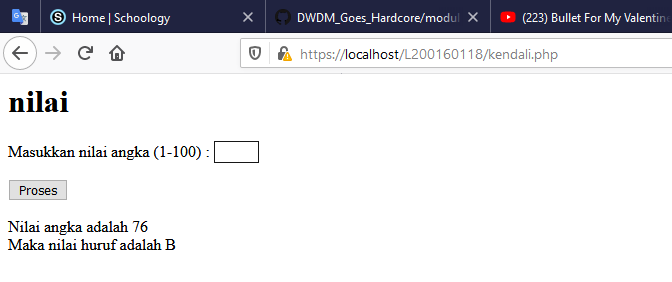 Home | Schoology
DWDM_Goes_Hardcore/modul
(223) Bullet For My Valentin
https://localhost/L200160118/kendali.php
nilai
Masukkan nilai angka (1-100) :
Proses
Nilai angka adalah 76
Maka nilai huruf adalah B